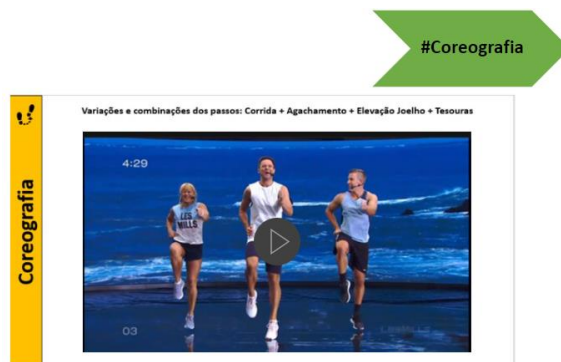 #Coreografia
Variações e combinações dos passos: Corrida + Agachamento + Elevação Joelho + Tesouras
Coreografia
4:29
LES
MILLS
03